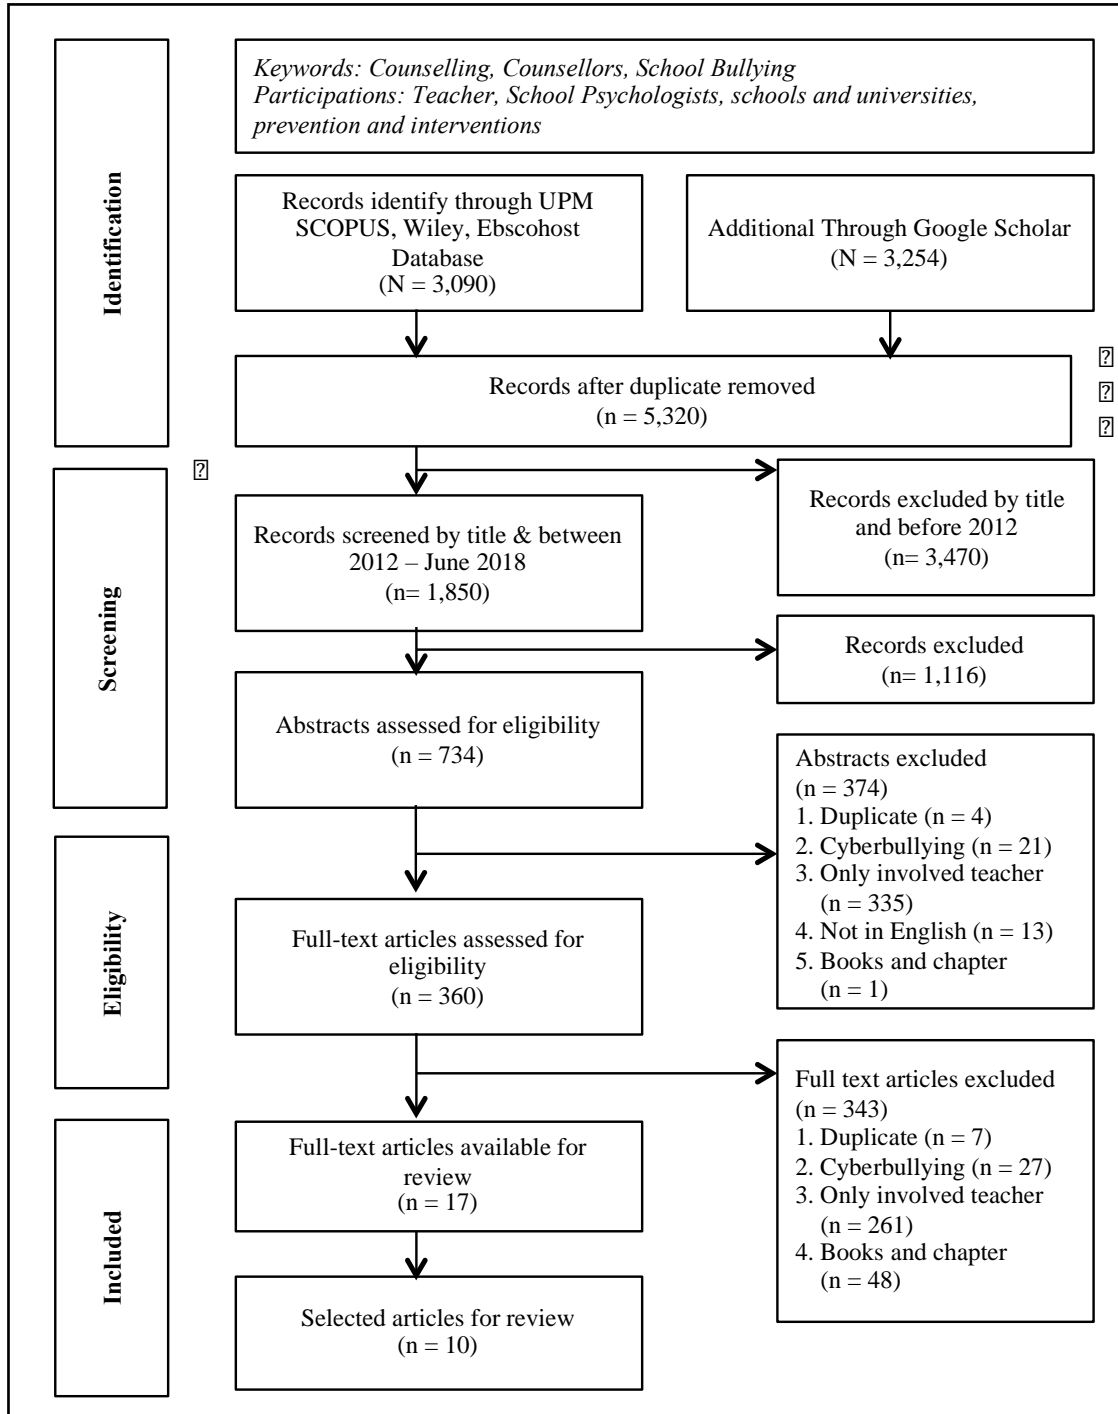 Identification
Keywords: Counselling, Counsellors, School Bullying
Participations: Teacher, School Psychologists, schools and universities,
prevention and interventions
Records identify through UPM
SCOPUS, Wiley, Ebscohost
Database
(N = 3,090)
Additional Through Google Scholar
(N = 3,254)
Records after duplicate removed
(n = 5,320)
Screening
Records screened by title & between
2012 – June 2018
(n= 1,850)
Records excluded by title
and before 2012
(n= 3,470)
Records excluded
(n= 1,116)
Abstracts assessed for eligibility
(n = 734)
Abstracts excluded
(n = 374)
1. Duplicate (n = 4)
2. Cyberbullying (n = 21)
3. Only involved teacher
(n = 335)
4. Not in English (n = 13)
5. Books and chapter
(n = 1)
Eligibility
Full-text articles assessed for
eligibility
(n = 360)
Full text articles excluded
(n = 343)
1. Duplicate (n = 7)
2. Cyberbullying (n = 27)
3. Only involved teacher
(n = 261)
4. Books and chapter
(n = 48)
Included
Full-text articles available for
review
(n = 17)
Selected articles for review
(n = 10)